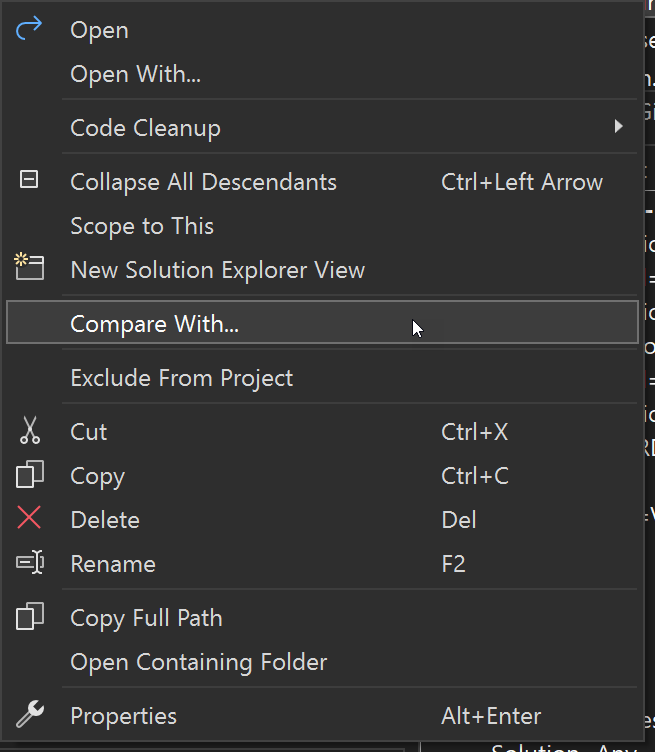 Open
Open With...
Code Cleanup
Collapse All Descendants Ctrl+Left Arrow
Scope to This
New Solution Explorer View
Compare With...
Exclude From Project
Cut Ctrl+X
Copy Ctrl+C
Delete Del
Rename F2
Copy Full Path
Open Containing Folder
Properties Alt+Enter